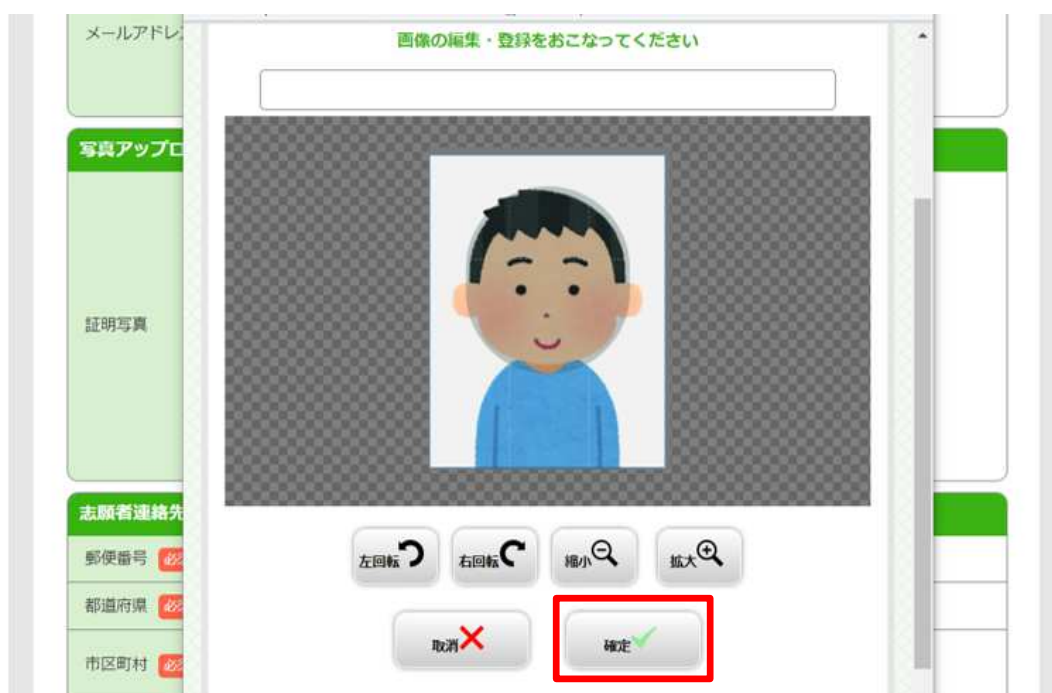 メールアドレ
画像の編集・登録をおこなってください
写真アップロ
証明写真
左回転
右回転
縮小
拡大
取消
確定
志願者連絡先
郵便番号 必
都道府県 必
市区町村 必